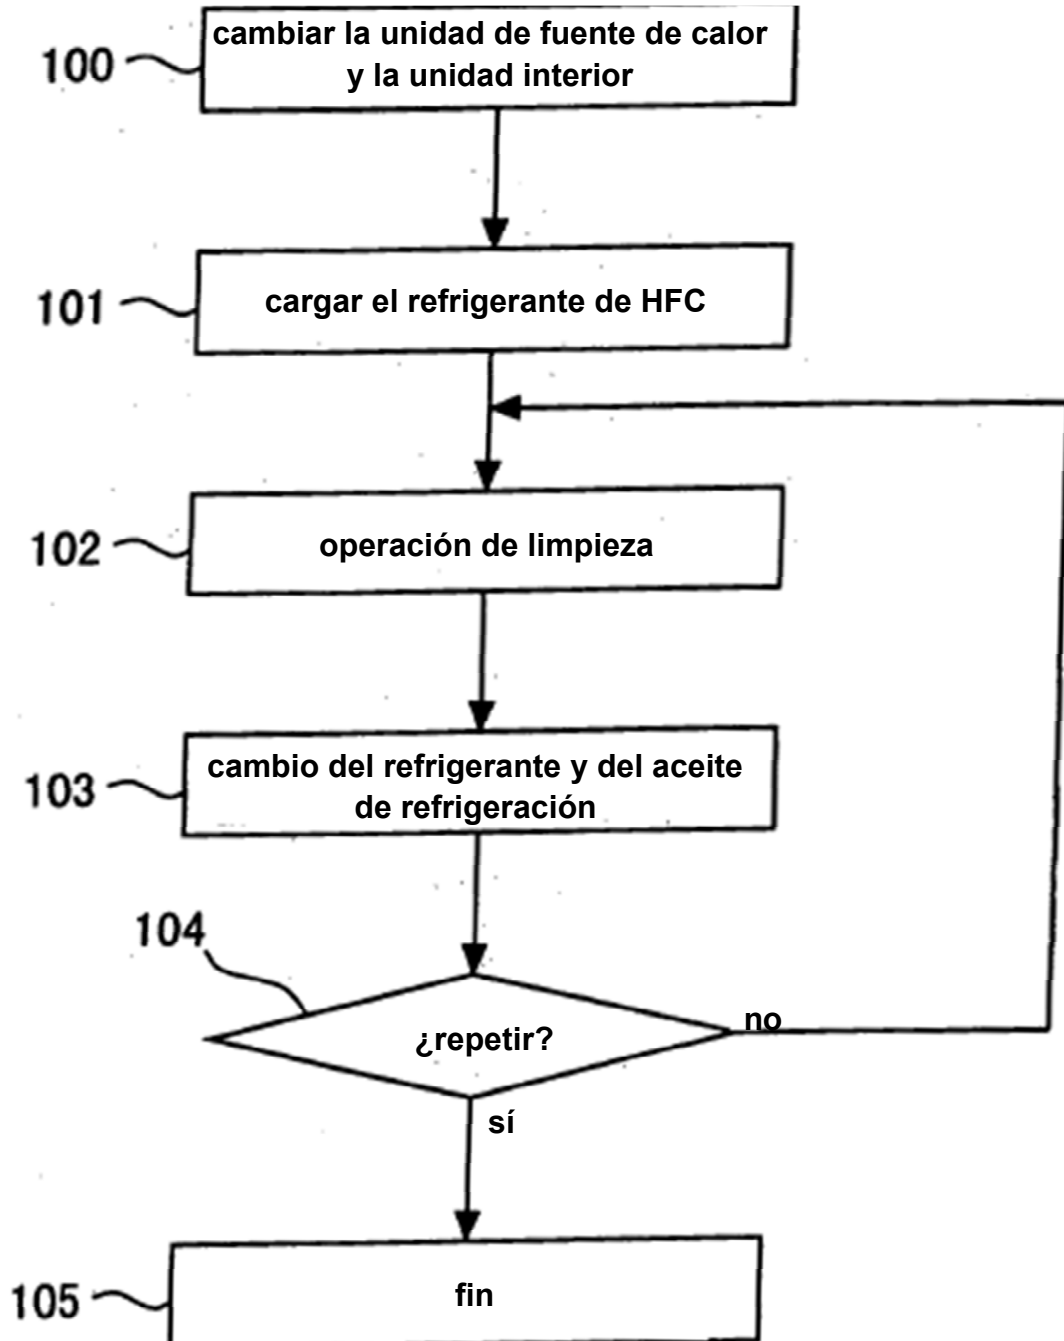 100
cambiar la unidad de fuente de calor
y la unidad interior
101
cargar el refrigerante de HFC
102
operación de limpieza
103
cambio del refrigerante y del aceite
de refrigeración
104
¿repetir?
no
sí
105
fin